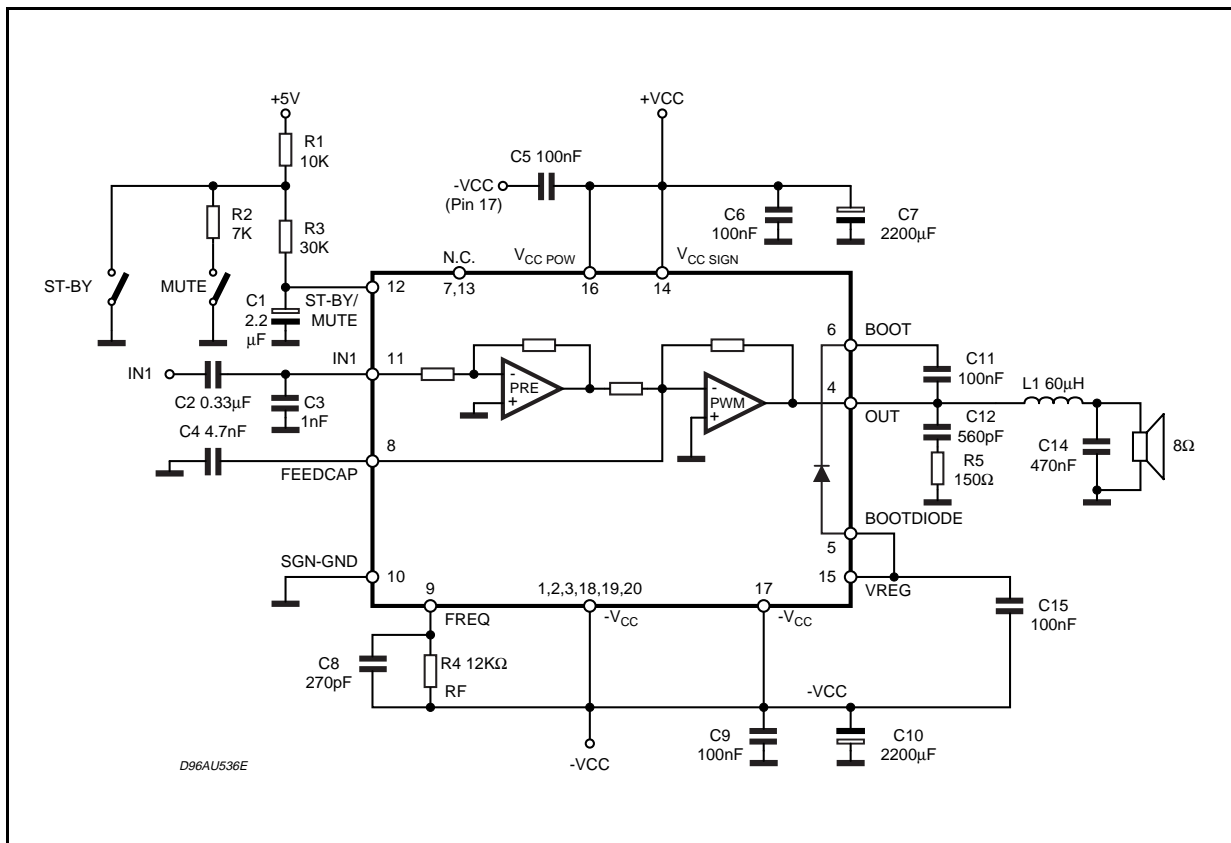 +5V
R1
10K
+VCC
C5 100nF
-VCC
(Pin 17)
R2
7K
R3
30K
C6
100nF
C7
2200µF
ST-BY
MUTE
N.C.
7,13
VCC POW
16
VCC SIGN
14
12
ST-BY/
MUTE
C1
2.2
µF
6
BOOT
IN1
IN1
11
C2 0.33µF
C3
1nF
-
PRE
+
-
PWM
+
4
OUT
C11
100nF
L1 60µH
C12
560pF
C4 4.7nF
8
FEEDCAP
R5
150Ω
C14
470nF
8Ω
BOOTDIODE
5
SGN-GND
10
15
VREG
9
FREQ
1,2,3,18,19,20
-VCC
17
-VCC
C15
100nF
C8
270pF
R4 12KΩ
RF
-VCC
-VCC
C9
100nF
C10
2200µF
D96AU536E